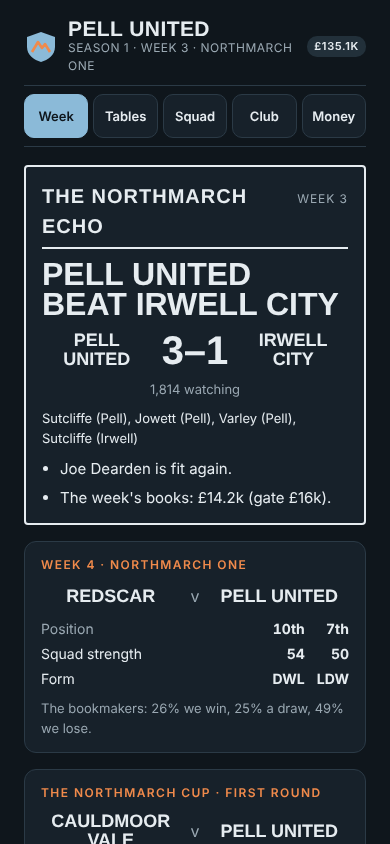 PELL UNITED
SEASON 1 · WEEK 3 · NORTHMARCH
ONE
£135.1K
Week Tables Squad Club Money
THE NORTHMARCH
ECHO
WEEK 3
PELL UNITED
BEAT IRWELL CITY
PELL
UNITED
3–1
IRWELL
CITY
1,814 watching
Sutcliffe (Pell), Jowett (Pell), Varley (Pell),
Sutcliffe (Irwell)
• Joe Dearden is fit again.
• The week's books: £14.2k (gate £16k).
WEEK 4 · NORTHMARCH ONE
REDSCAR v PELL UNITED
Position 10th 7th
Squad strength 54 50
Form DWL LDW
The bookmakers: 26% we win, 25% a draw, 49%
we lose.
THE NORTHMARCH CUP · FIRST ROUND
CAULDMOOR
VALE
v
PELL UNITED